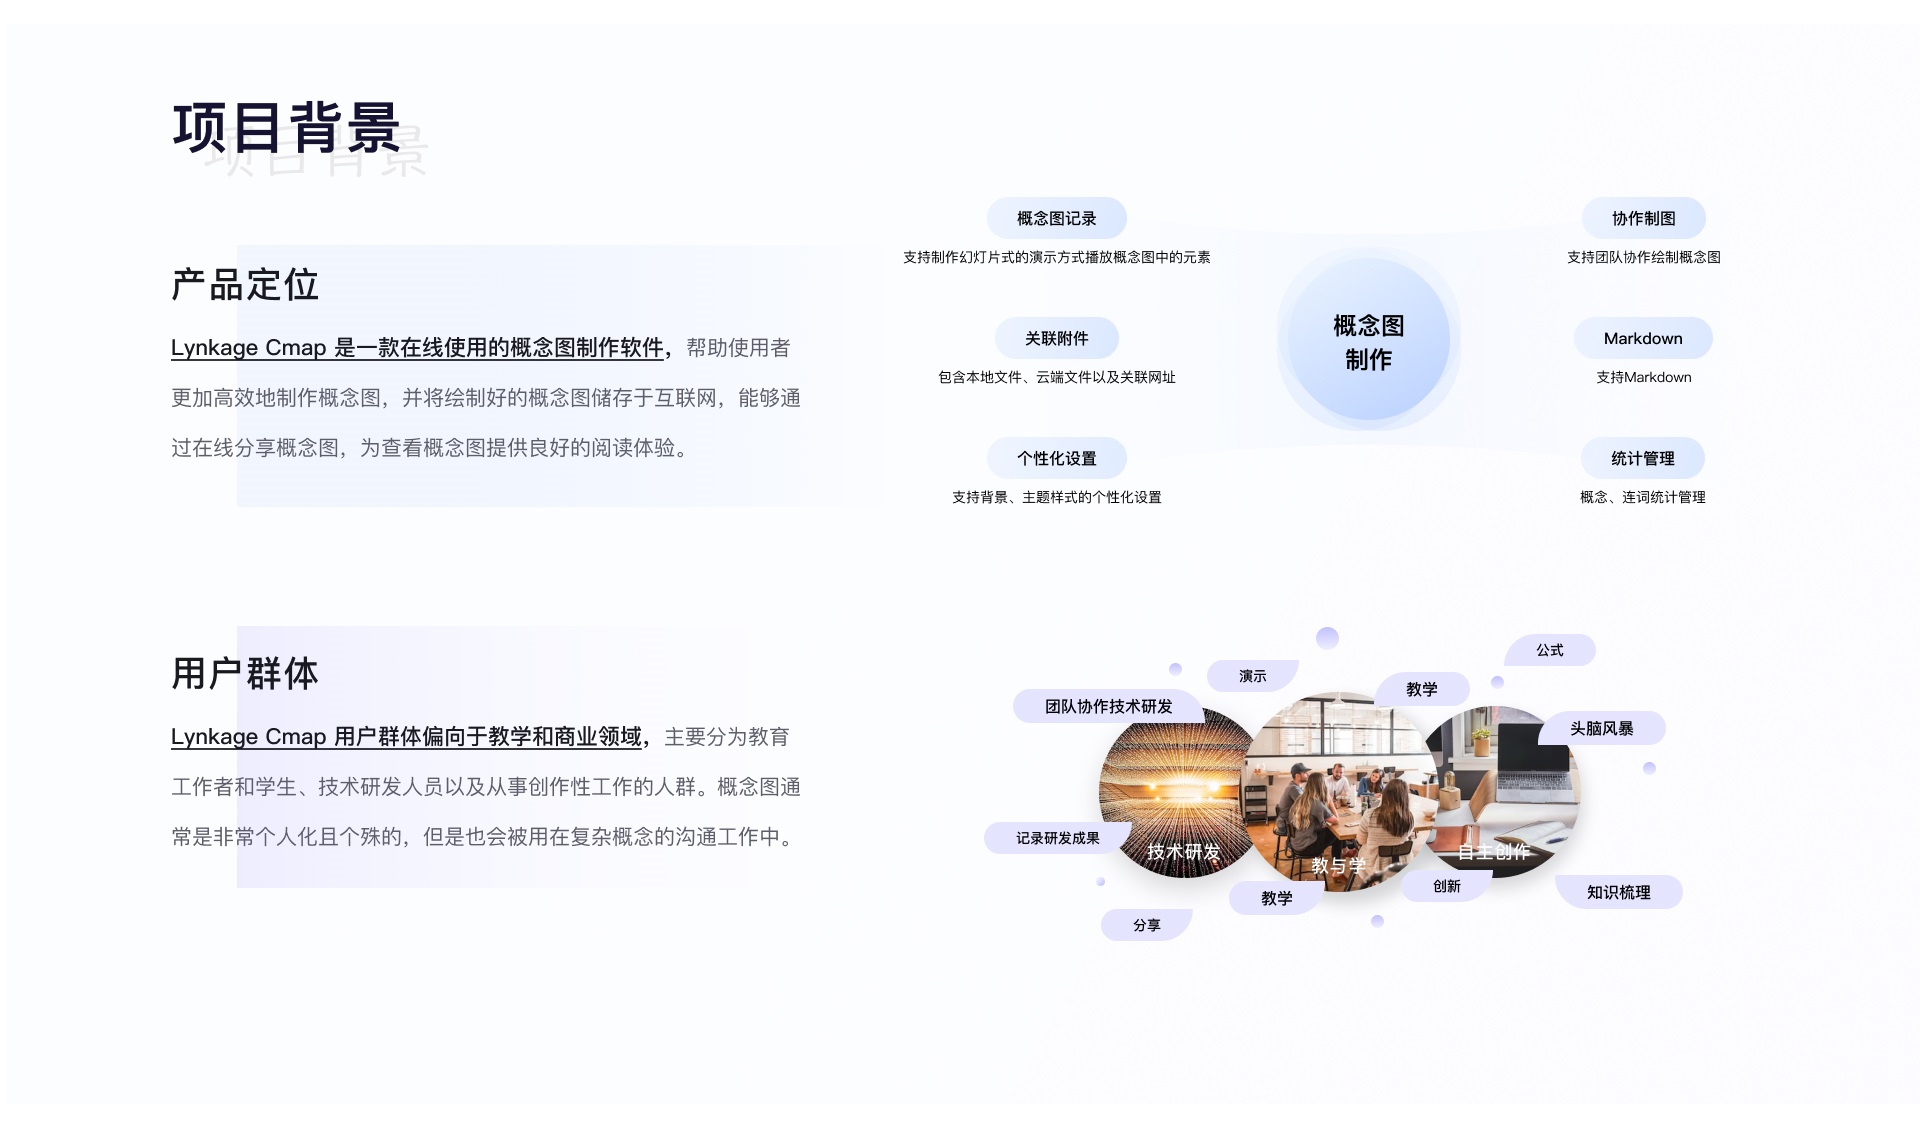 项目背景
项目背景
产品定位
Lynkage Cmap 是一款在线使用的概念图制作软件，帮助使用者
更加高效地制作概念图，并将绘制好的概念图储存于互联网，能够通
过在线分享概念图，为查看概念图提供良好的阅读体验。
概念图记录
支持制作幻灯片式的演示方式播放概念图中的元素
关联附件
包含本地文件、云端文件以及关联网址
个性化设置
支持背景、主题样式的个性化设置
概念图
制作
协作制图
支持团队协作绘制概念图
Markdown
支持Markdown
统计管理
概念、连词统计管理
用户群体
Lynkage Cmap 用户群体偏向于教学和商业领域，主要分为教育
工作者和学生、技术研发人员以及从事创作性工作的人群。概念图通
常是非常个人化且个殊的，但是也会被用在复杂概念的沟通工作中。
公式
演示
教学
团队协作技术研发
头脑风暴
记录研发成果
技术研发
教与学
自主创作
创新
知识梳理
教学
分享